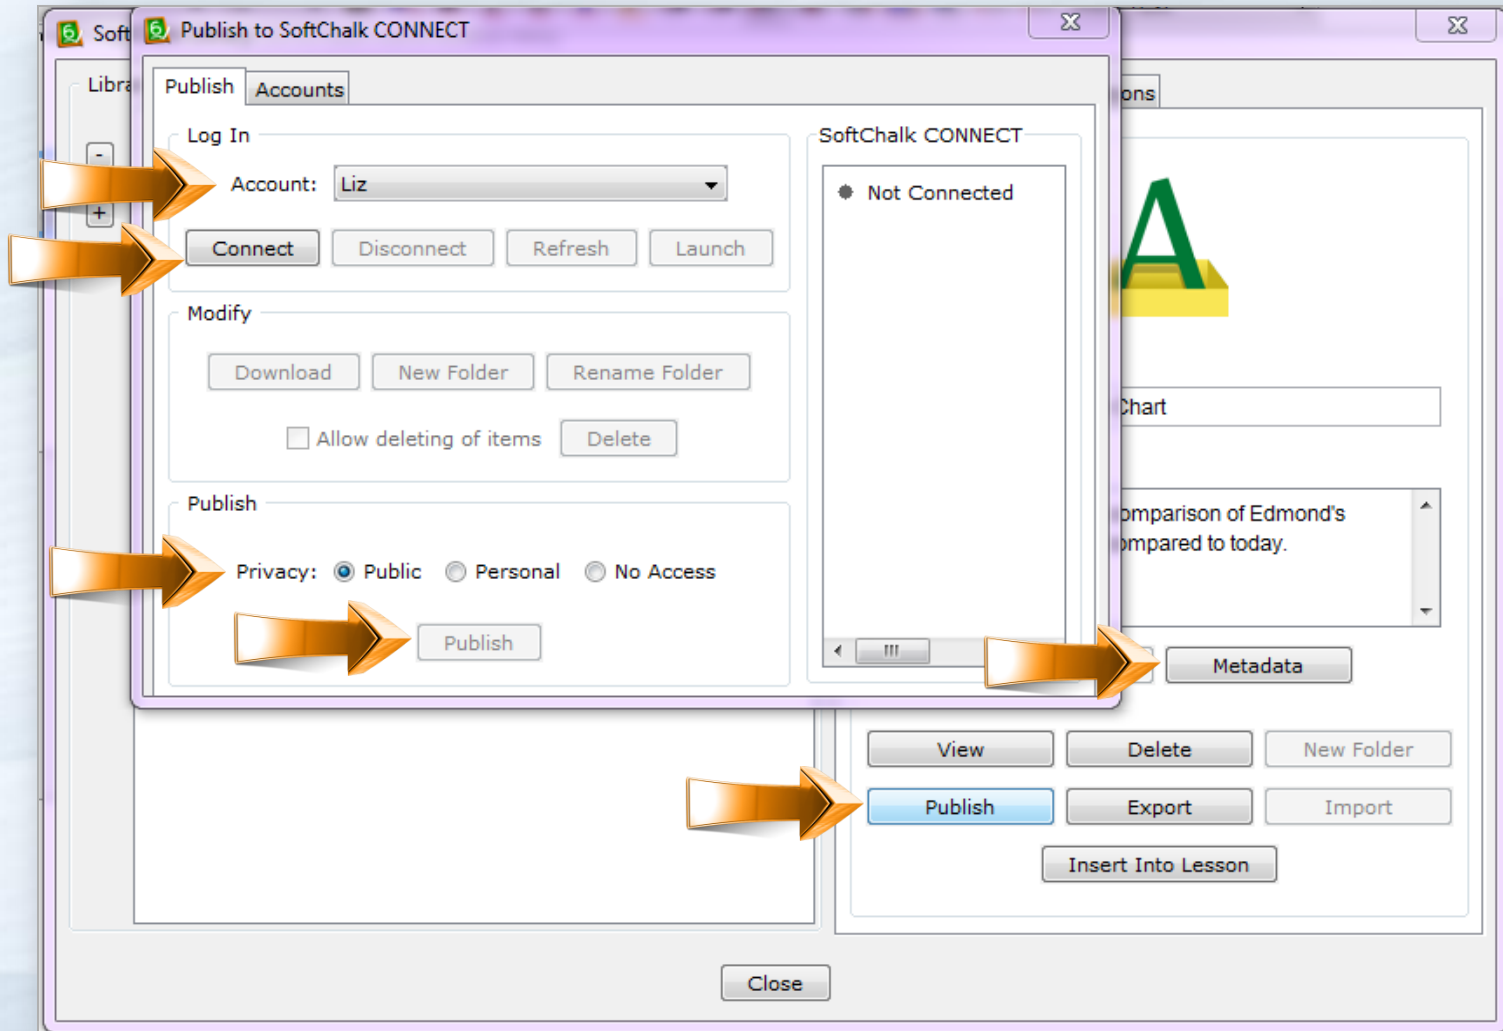 Publish to SoftChalk CONNECT
Publish
Accounts
Log In
Account:
Liz
Connect
Disconnect
Refresh
Launch
Modify
Download
New Folder
Rename Folder
Allow deleting of items
Delete
Publish
Privacy:
Public
Personal
No Access
Publish
SoftChalk CONNECT
Not Connected
Soft
Libra
-
+
ons
A
Chart
omparison of Edmond's
ompared to today.
Metadata
View
Delete
New Folder
Publish
Export
Import
Insert Into Lesson
Close